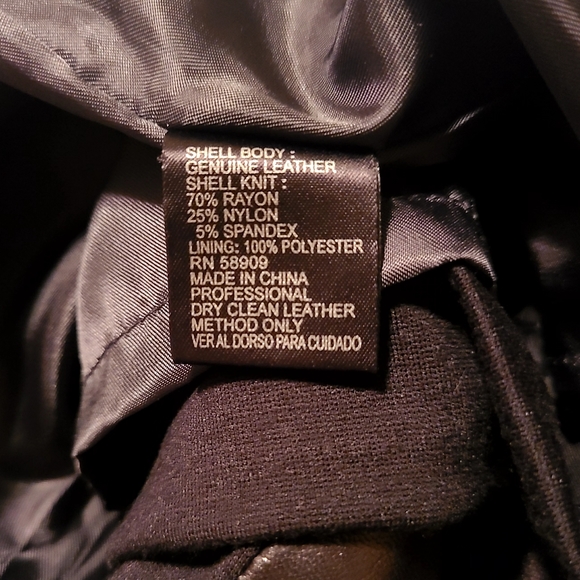 SHELL BODY :
GENUINE LEATHER
SHELL KNIT :
70% RAYON
25% NYLON
5% SPANDEX
LINING: 100% POLYESTER
RN 58909
MADE IN CHINA
PROFESSIONAL
DRY CLEAN LEATHER
METHOD ONLY
VER AL DORSO PARA CUIDADO